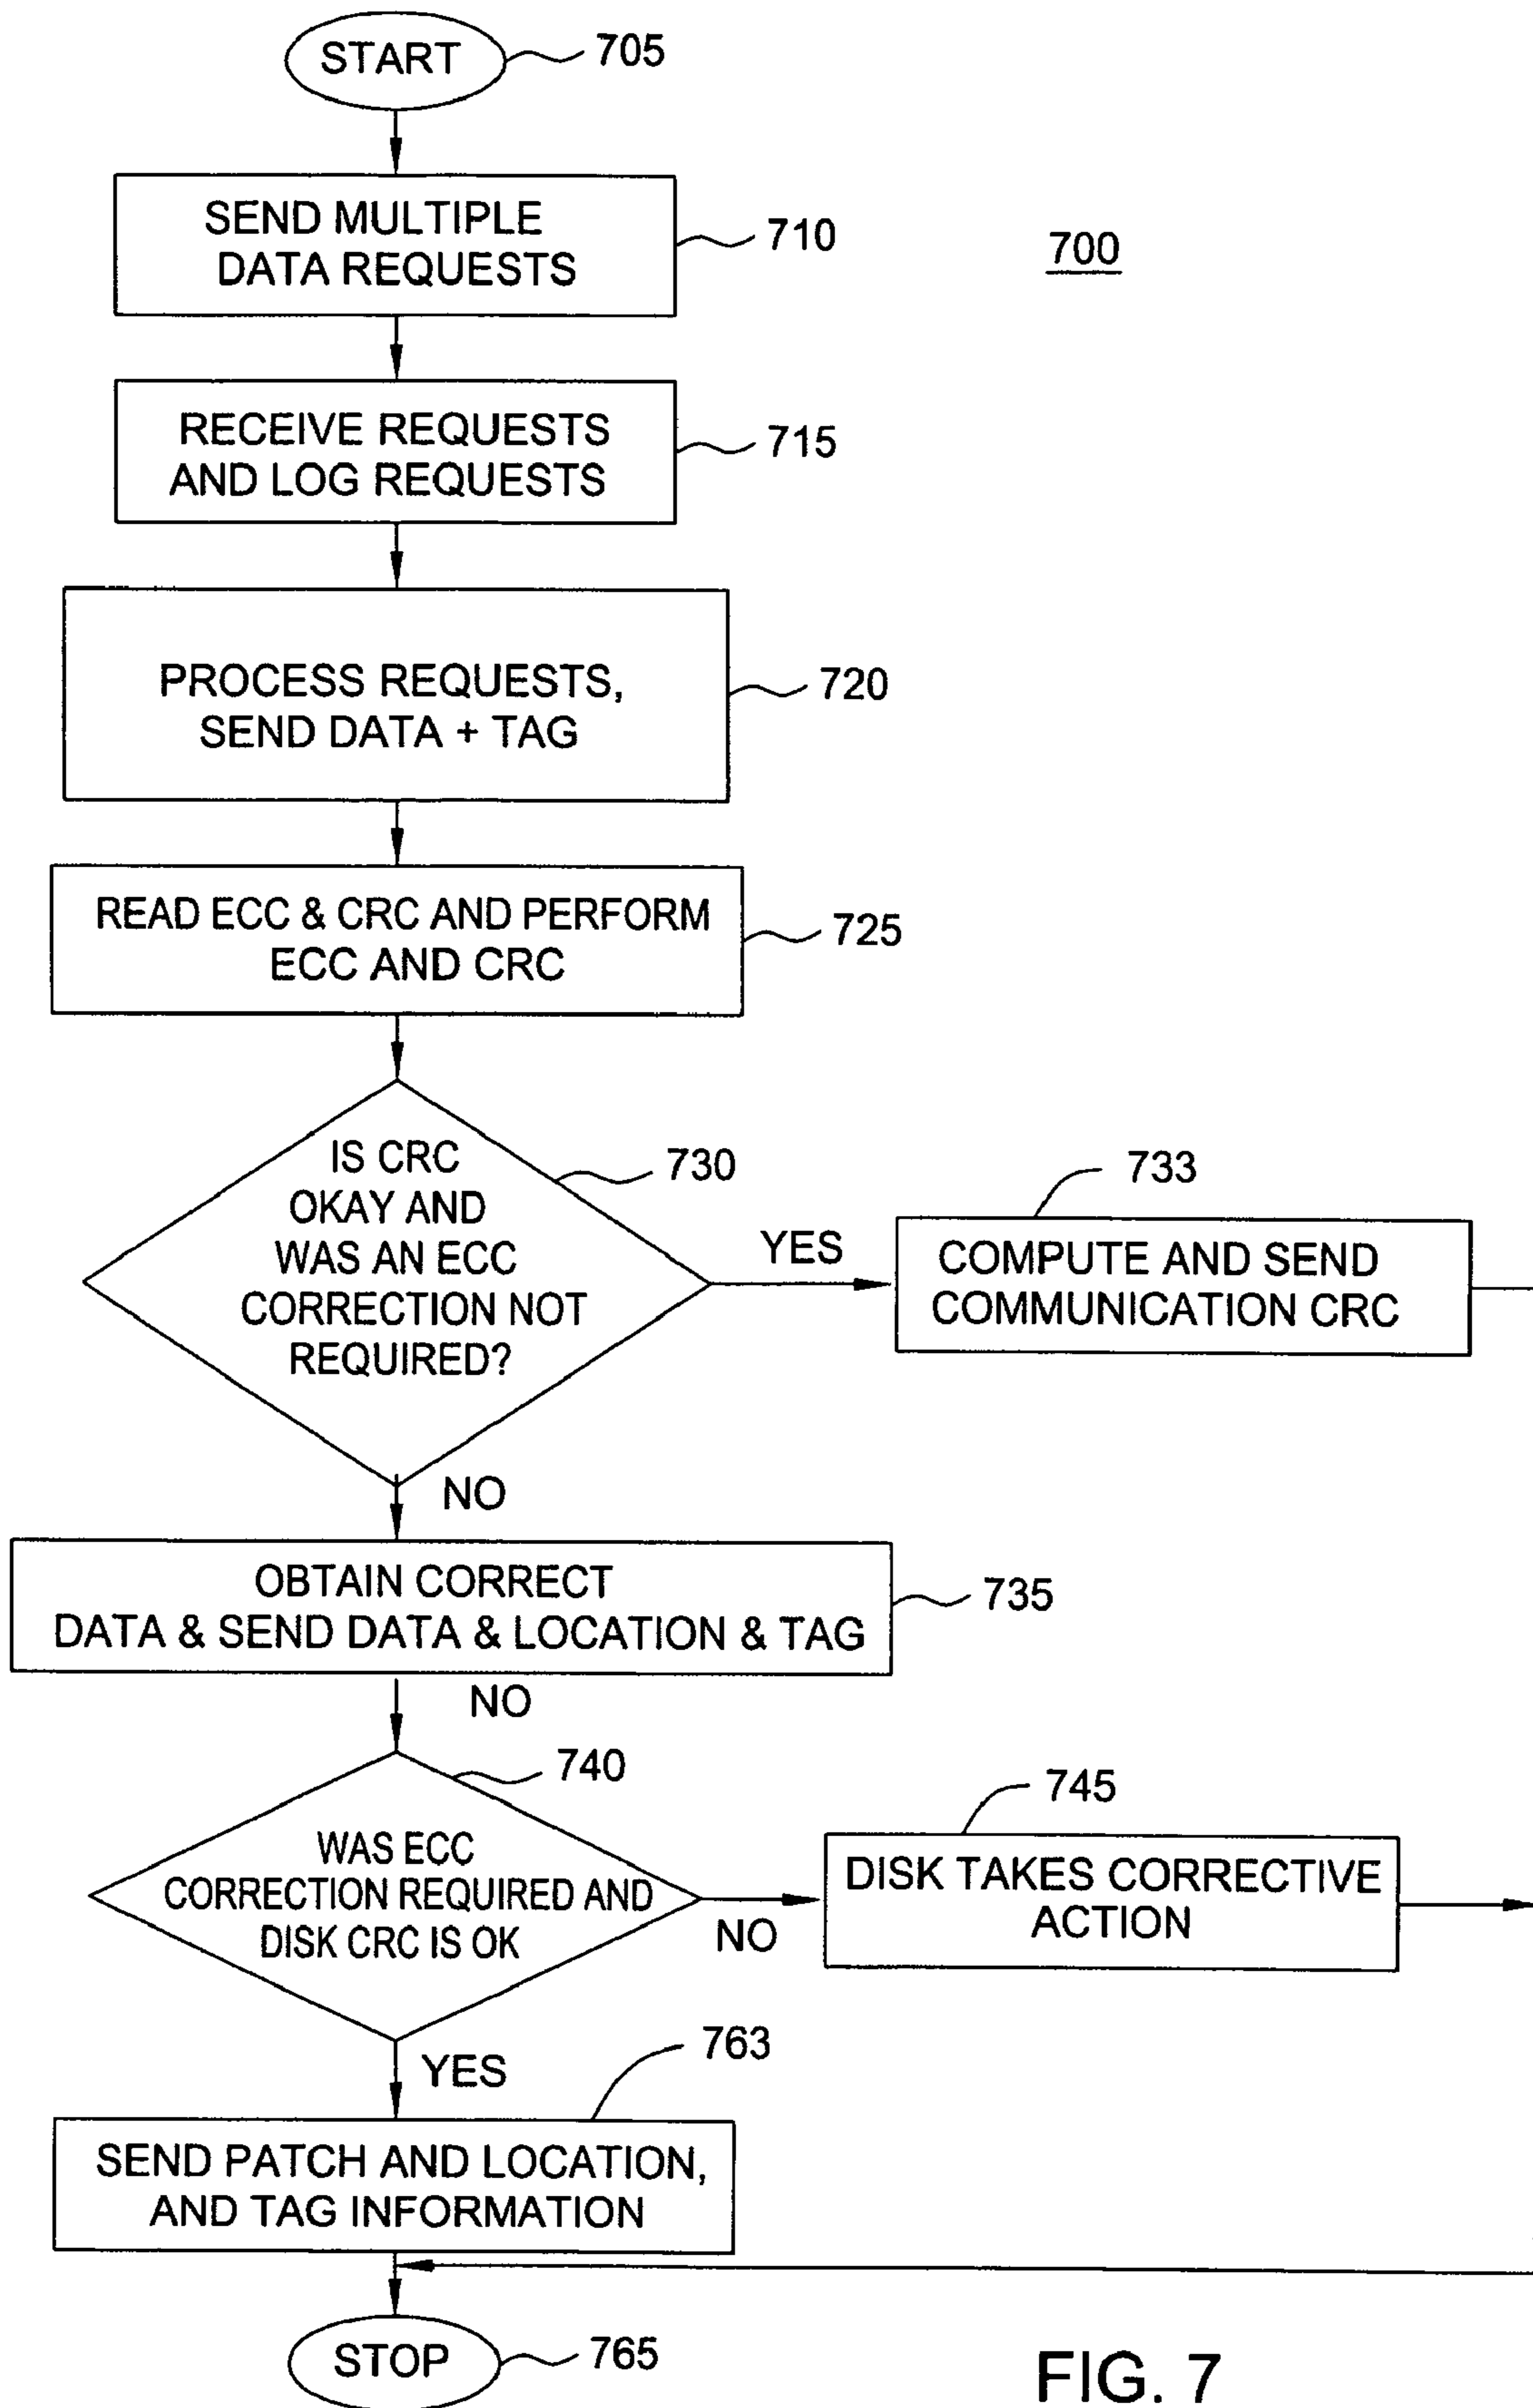 START
705
SEND MULTIPLE
DATA REQUESTS
710
700
RECEIVE REQUESTS
AND LOG REQUESTS
715
PROCESS REQUESTS,
SEND DATA + TAG
720
READ ECC & CRC AND PERFORM
ECC AND CRC
725
IS CRC
OKAY AND
WAS AN ECC
CORRECTION NOT
REQUIRED?
730
YES
733
COMPUTE AND SEND
COMMUNICATION CRC
NO
OBTAIN CORRECT
DATA & SEND DATA & LOCATION & TAG
735
NO
740
WAS ECC
CORRECTION REQUIRED AND
DISK CRC IS OK
NO
745
DISK TAKES CORRECTIVE
ACTION
YES
763
SEND PATCH AND LOCATION,
AND TAG INFORMATION
STOP
765
FIG. 7